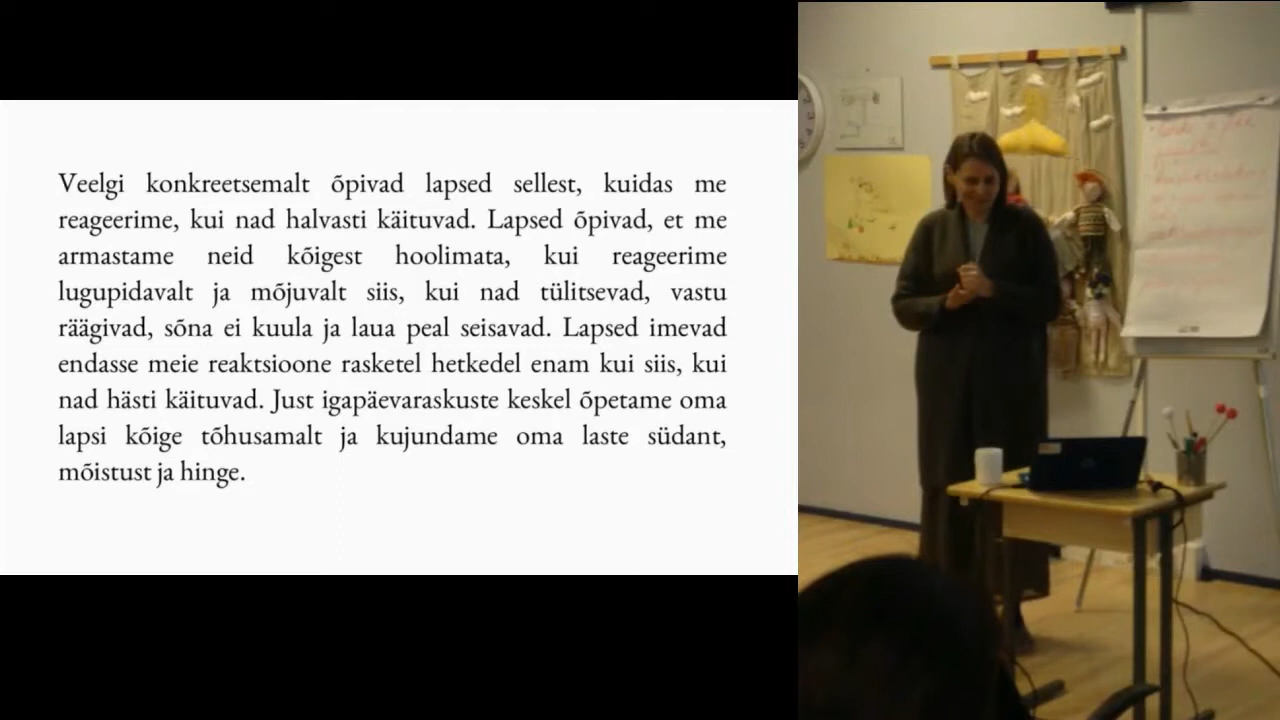 Veelgi konkreetsemalt õpivad lapsed sellest, kuidas me
reageerime, kui nad halvasti käituvad. Lapsed õpivad, et me
armastame neid kõigest hoolimata, kui reageerime
lugupidavalt ja mõjuvalt siis, kui nad tülitsevad, vastu
räägivad, sõna ei kuula ja laua peal seisavad. Lapsed imevad
endasse meie reaktsioone rasketel hetkedel enam kui siis, kui
nad hästi käituvad. Just igapäevaraskuste keskel õpetame oma
lapsi kõige tõhusamalt ja kujundame oma laste südant,
mõistust ja hinge.